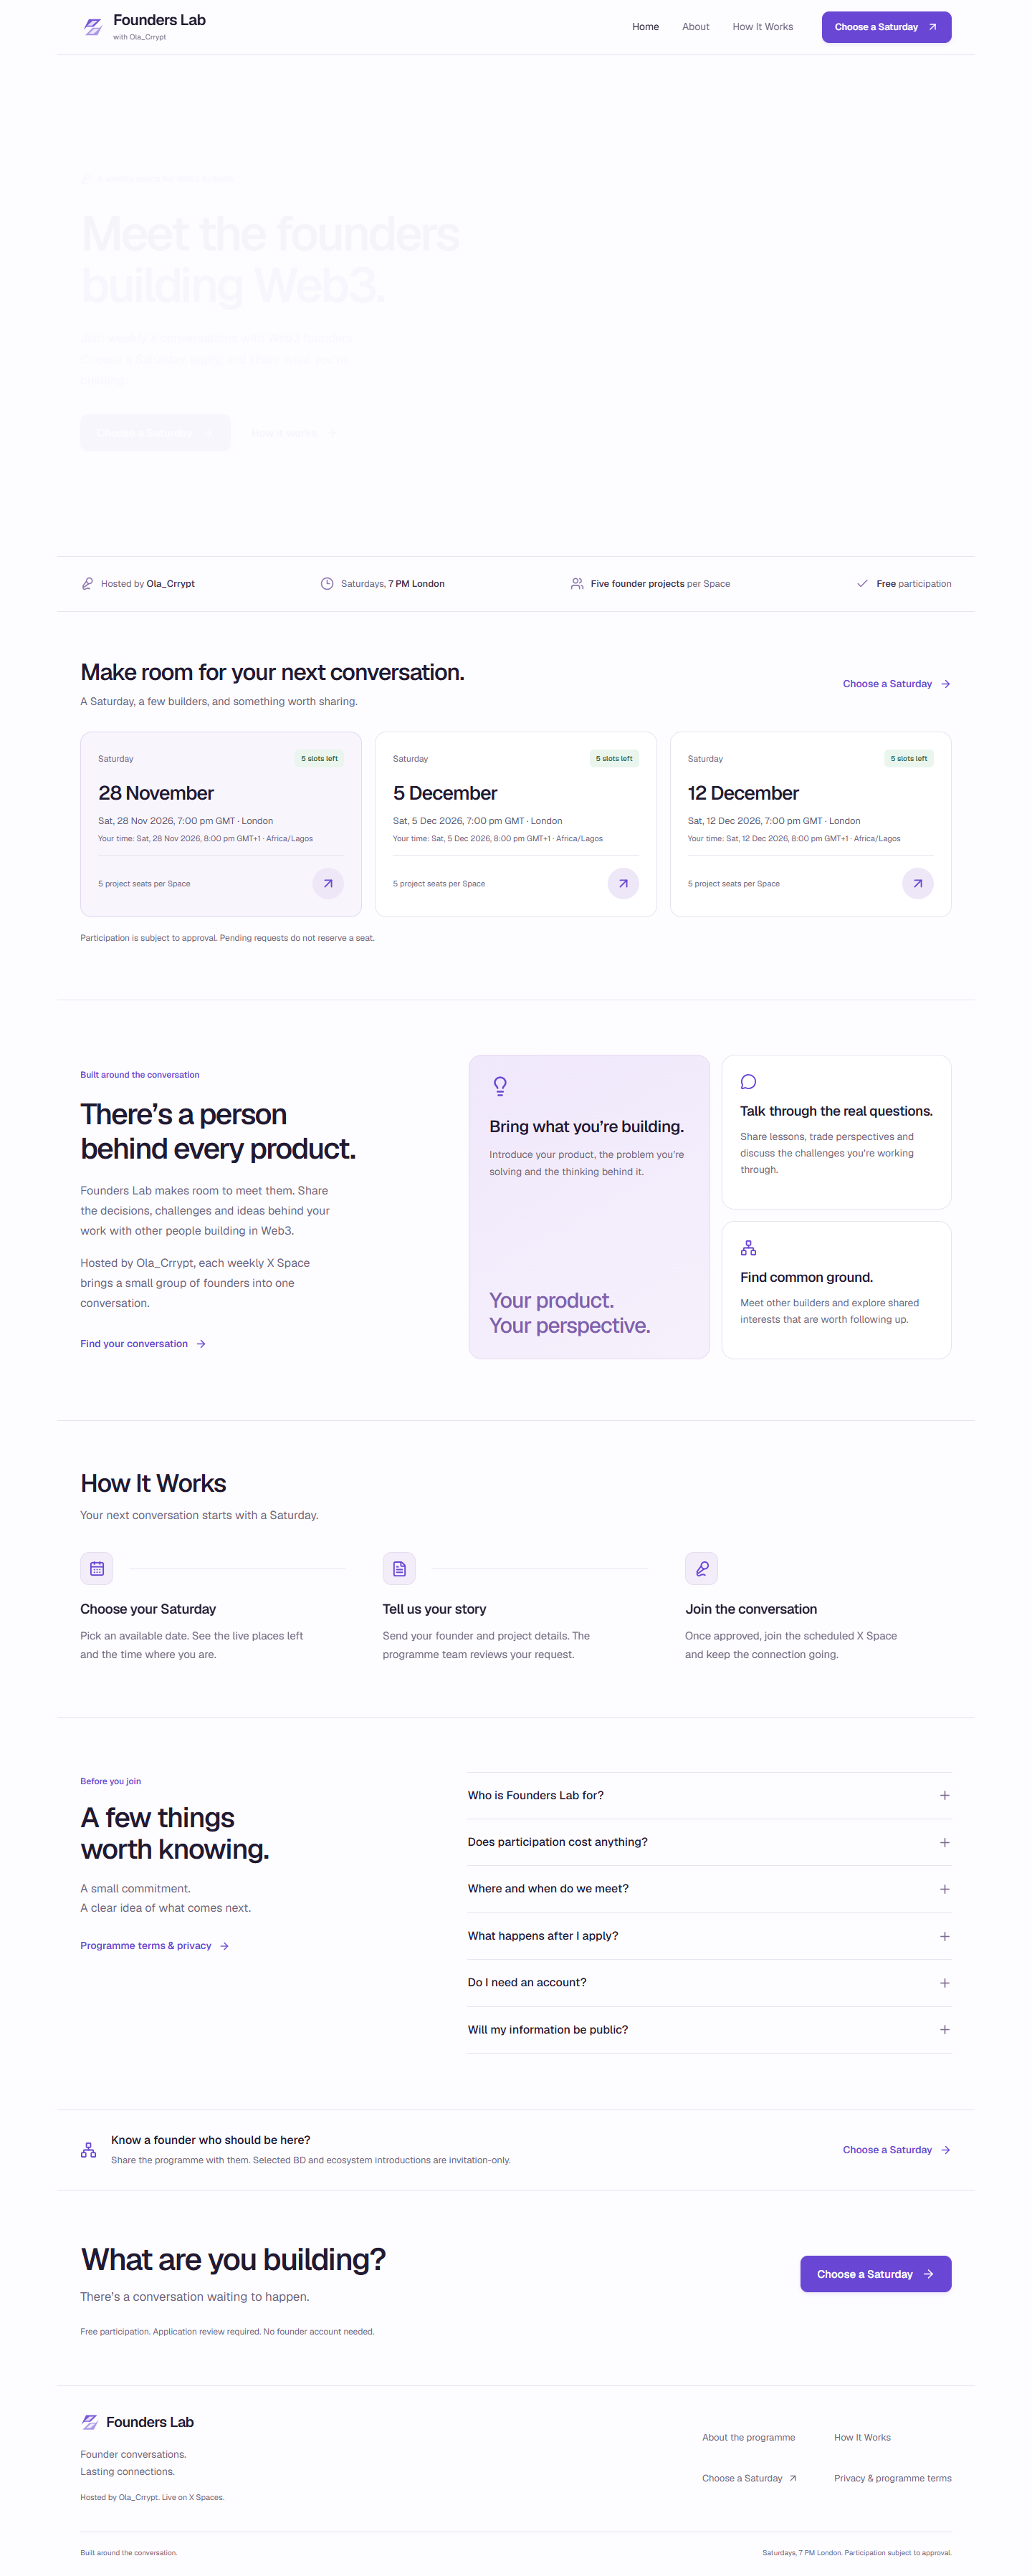 Founders Lab
with Ola_Crrypt
Home
About
How It Works
Choose a Saturday
Meet the founders
building Web3.
Choose a Saturday
How it works
Hosted by Ola_Crrypt
Saturdays, 7 PM London
Five founder projects per Space
Free participation
Make room for your next conversation.
A Saturday, a few builders, and something worth sharing.
Choose a Saturday
Saturday
5 slots left
28 November
Sat, 28 Nov 2026, 7:00 pm GMT · London
Your time: Sat, 28 Nov 2026, 8:00 pm GMT+1 · Africa/Lagos
5 project seats per Space
Saturday
5 slots left
5 December
Sat, 5 Dec 2026, 7:00 pm GMT · London
Your time: Sat, 5 Dec 2026, 8:00 pm GMT+1 · Africa/Lagos
5 project seats per Space
Saturday
5 slots left
12 December
Sat, 12 Dec 2026, 7:00 pm GMT · London
Your time: Sat, 12 Dec 2026, 8:00 pm GMT+1 · Africa/Lagos
5 project seats per Space
Participation is subject to approval. Pending requests do not reserve a seat.
Built around the conversation
There’s a person
behind every product.
Founders Lab makes room to meet them. Share
the decisions, challenges and ideas behind your
work with other people building in Web3.
Hosted by Ola_Crrypt, each weekly X Space
brings a small group of founders into one
conversation.
Find your conversation
Bring what you’re building.
Introduce your product, the problem you’re
solving and the thinking behind it.
Your product.
Your perspective.
Talk through the real questions.
Share lessons, trade perspectives and
discuss the challenges you’re working
through.
Find common ground.
Meet other builders and explore shared
interests that are worth following up.
How It Works
Your next conversation starts with a Saturday.
Choose your Saturday
Pick an available date. See the live places left
and the time where you are.
Tell us your story
Send your founder and project details. The
programme team reviews your request.
Join the conversation
Once approved, join the scheduled X Space
and keep the connection going.
Before you join
A few things
worth knowing.
A small commitment.
A clear idea of what comes next.
Programme terms & privacy
Who is Founders Lab for?
Does participation cost anything?
Where and when do we meet?
What happens after I apply?
Do I need an account?
Will my information be public?
Know a founder who should be here?
Share the programme with them. Selected BD and ecosystem introductions are invitation-only.
Choose a Saturday
What are you building?
There’s a conversation waiting to happen.
Free participation. Application review required. No founder account needed.
Choose a Saturday
Founders Lab
Founder conversations.
Lasting connections.
Hosted by Ola_Crrypt. Live on X Spaces.
About the programme
How It Works
Choose a Saturday
Privacy & programme terms
Built around the conversation.
Saturdays, 7 PM London. Participation subject to approval.